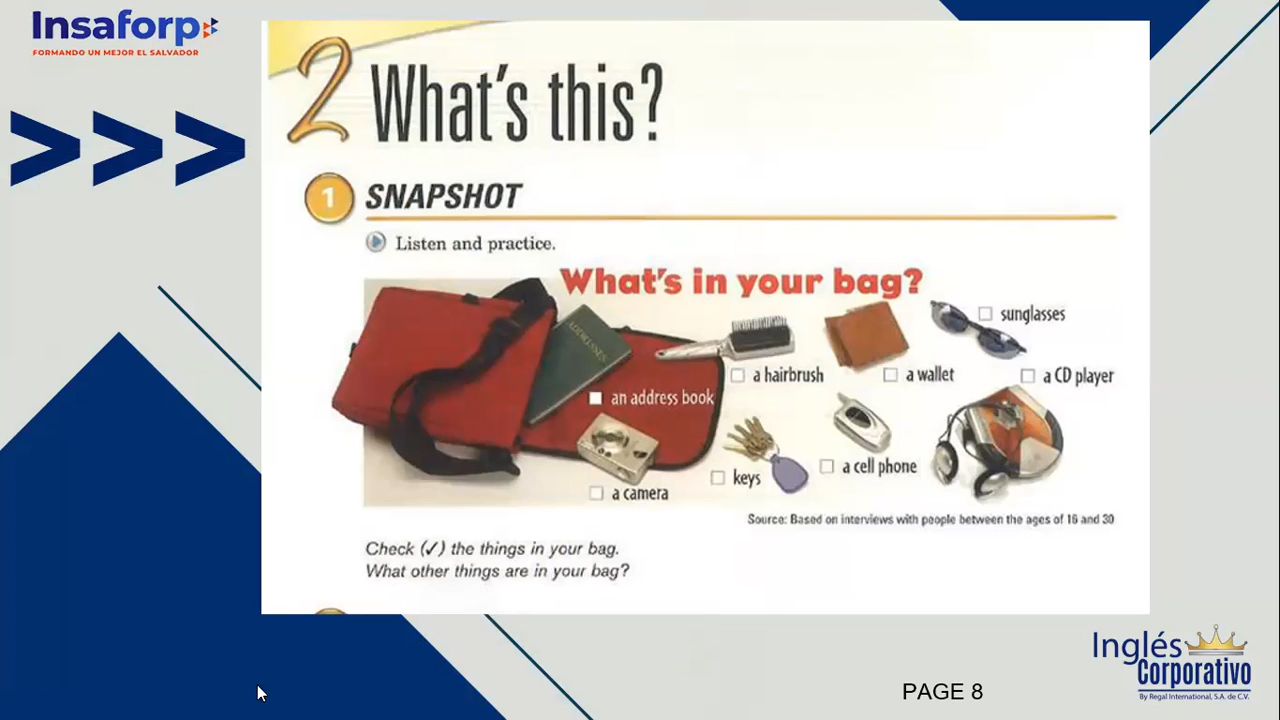 Insaforp
FORMANDO UN MEJOR EL SALVADOR
>>>
2 What's this?
1 SNAPSHOT
Listen and practice.
What's in your bag?
ADDRESSES
sunglasses
a hairbrush
a wallet
a CD player
an address book
a cell phone
keys
a camera
Source: Based on interviews with people between the ages of 16 and 30
Check (✓) the things in your bag.
What other things are in your bag?
Inglés
Corporativo
By Regal International, S.A. de C.V.
PAGE 8